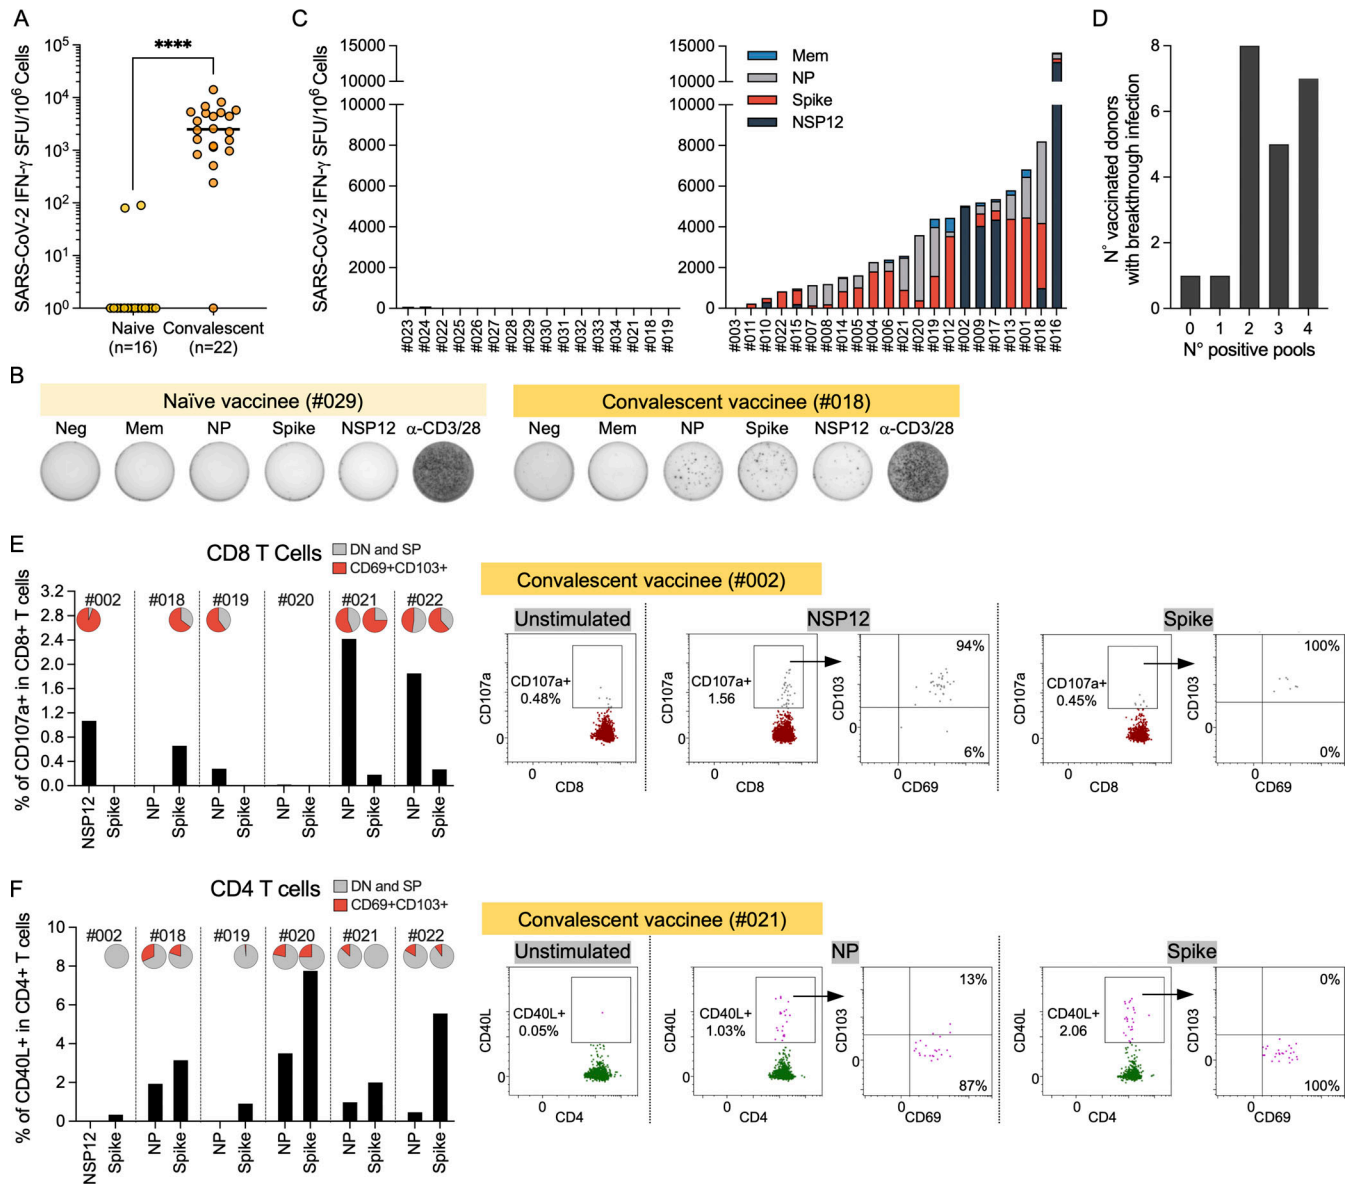 A
SARS-CoV-2 IFN-γ SFU/10⁶ Cells
10⁵
10⁴
10³
10²
10¹
10⁰
****
Naive
(n=16)
Convalescent
(n=22)
C
SARS-CoV-2 IFN-γ SFU/10⁶ Cells
15000
10000
10000
8000
6000
4000
2000
0
#023
#024
#022
#025
#026
#027
#028
#029
#030
#031
#032
#033
#034
#021
#018
#019
15000
10000
10000
8000
6000
4000
2000
0
Mem
NP
Spike
NSP12
#003
#011
#010
#022
#015
#007
#008
#014
#005
#004
#006
#021
#020
#019
#012
#002
#009
#017
#013
#001
#018
#016
D
N° vaccinated donors
with breakthrough infection
8
6
4
2
0
0 1 2 3 4
N° positive pools
B
Naïve vaccinee (#029)
Neg Mem NP Spike NSP12 α-CD3/28
Convalescent vaccinee (#018)
Neg Mem NP Spike NSP12 α-CD3/28
E
CD8 T Cells
DN and SP
CD69+CD103+
% of CD107a+ in CD8+ T cells
3.2
2.8
2.4
2.0
1.6
1.2
0.8
0.4
0.0
#002 #018 #019 #020 #021 #022
NSP12
Spike
NP
Spike
NP
Spike
NP
Spike
NP
Spike
NP
Spike
Convalescent vaccinee (#002)
Unstimulated
CD107a
CD107a+
0.48%
0
0
CD8
NSP12
CD107a
CD107a+
1.56
0
0
CD8
CD103
94%
0
6%
0
CD69
Spike
CD107a
CD107a+
0.45%
0
0
CD8
CD103
100%
0
0%
0
CD69
F
CD4 T cells
DN and SP
CD69+CD103+
% of CD40L+ in CD4+ T cells
10
8
6
4
2
0
#002 #018 #019 #020 #021 #022
NSP12
Spike
NP
Spike
NP
Spike
NP
Spike
NP
Spike
NP
Spike
Convalescent vaccinee (#021)
Unstimulated
CD40L
CD40L+
0.05%
0
0
CD4
NP
CD40L
CD40L+
1.03%
0
0
CD4
CD103
13%
0
87%
0
CD69
Spike
CD40L
CD40L+
2.06
0
0
CD4
CD103
0%
0
100%
0
CD69